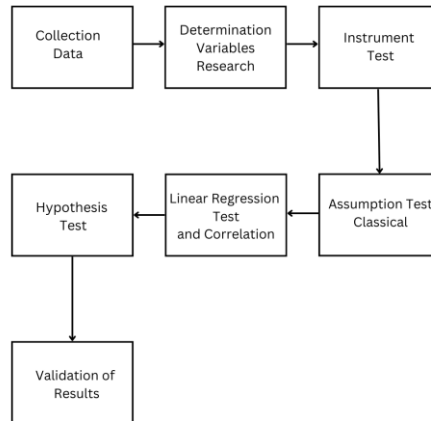 Collection
Data
Determination
Variables
Research
Instrument
Test
Assumption Test
Classical
Linear Regression
Test
and Correlation
Hypothesis
Test
Validation of
Results